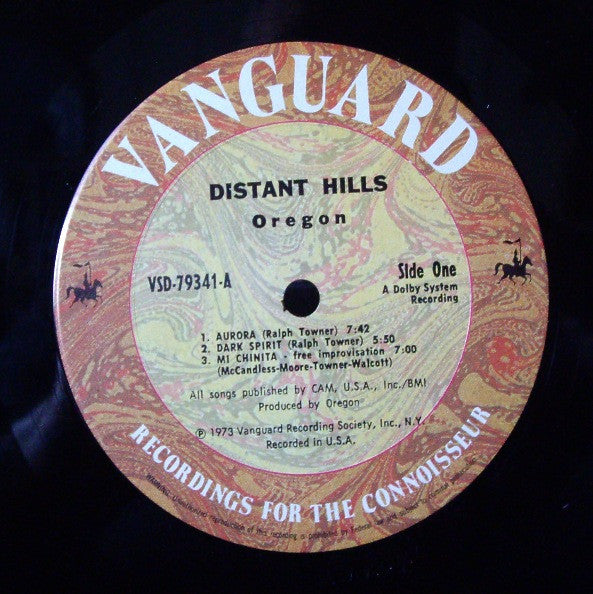 VANGUARD
DISTANT HILLS
Oregon
VSD-79341-A
Side One
A Dolby System
Recording
1. AURORA (Ralph Towner) 7:42
2. DARK SPIRIT (Ralph Towner) 5:50
3. MI CHINITA - free improvisation 7:00
(McCandless-Moore-Towner-Walcott)
All songs published by CAM, U.S.A., Inc./BMI
Produced by Oregon
℗ 1973 Vanguard Recording Society, Inc., N.Y.
Recorded in U.S.A.
RECORDINGS FOR THE CONNOISSEUR